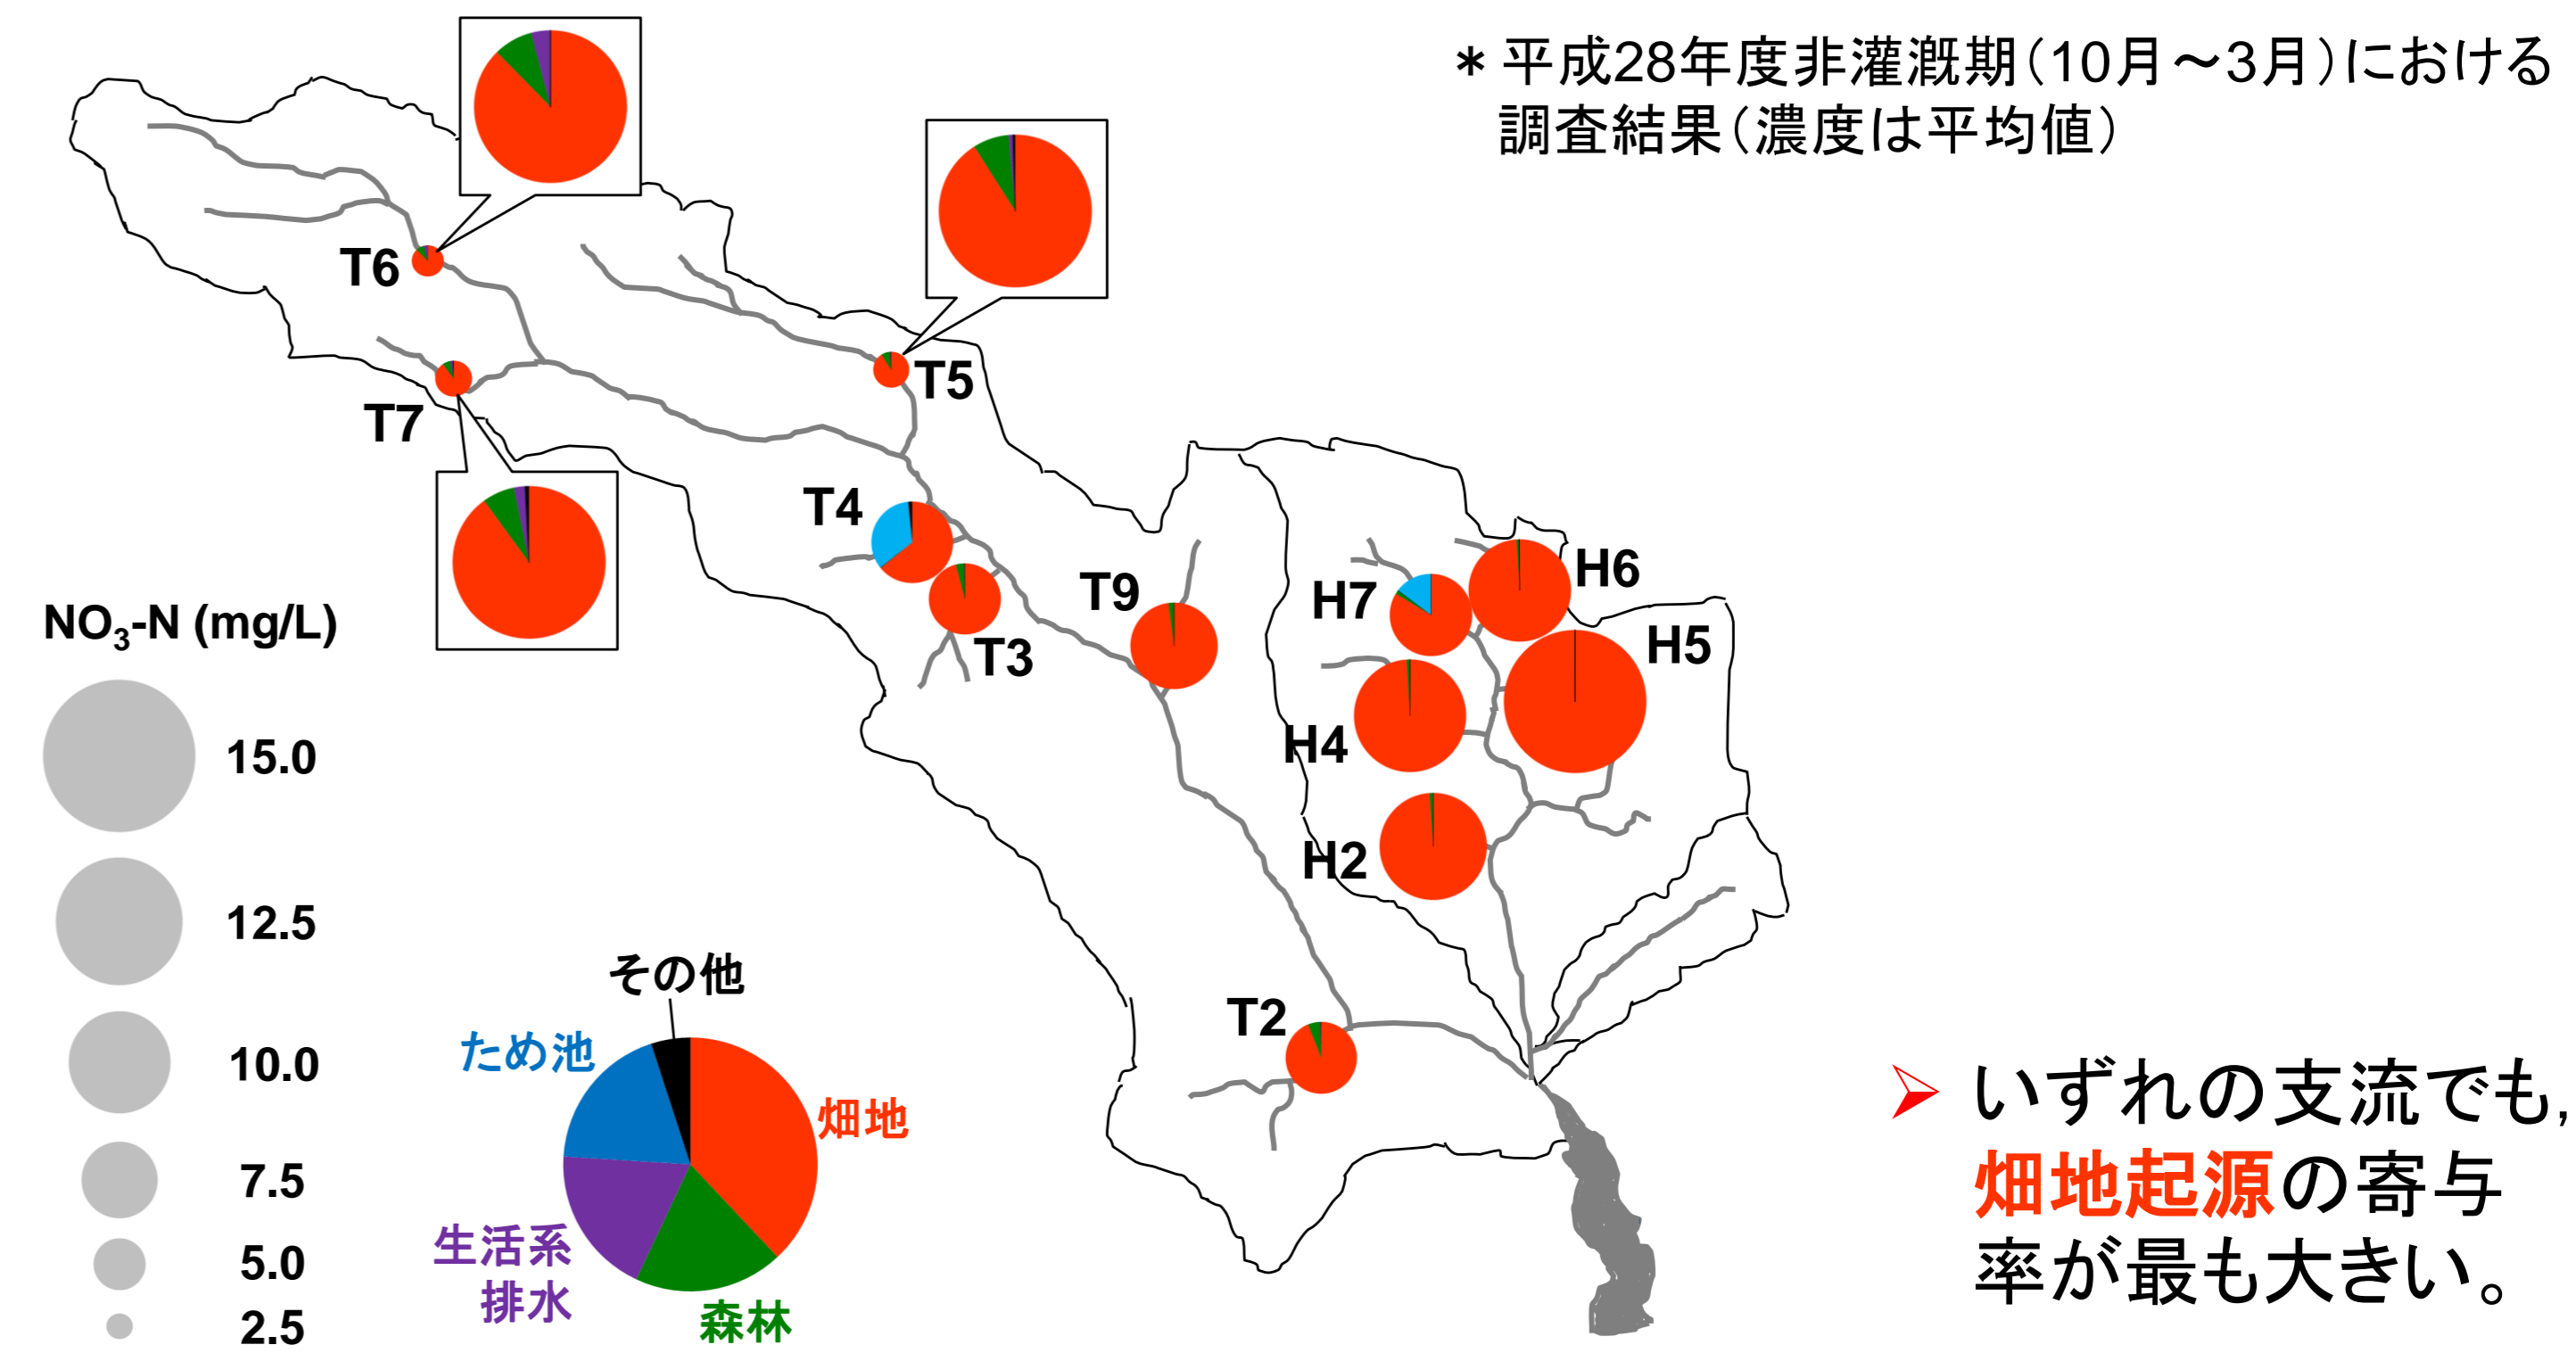 * 平成28年度非灌漑期(10月～3月)における
調査結果(濃度は平均値)
T6
T5
T7
T4
T3
T9
H7
H6
H5
H4
H2
T2
NO₃-N (mg/L)
15.0
12.5
10.0
7.5
5.0
2.5
その他
ため池
畑地
生活系
排水
森林
➢ いずれの支流でも,
畑地起源の寄与
率が最も大きい。